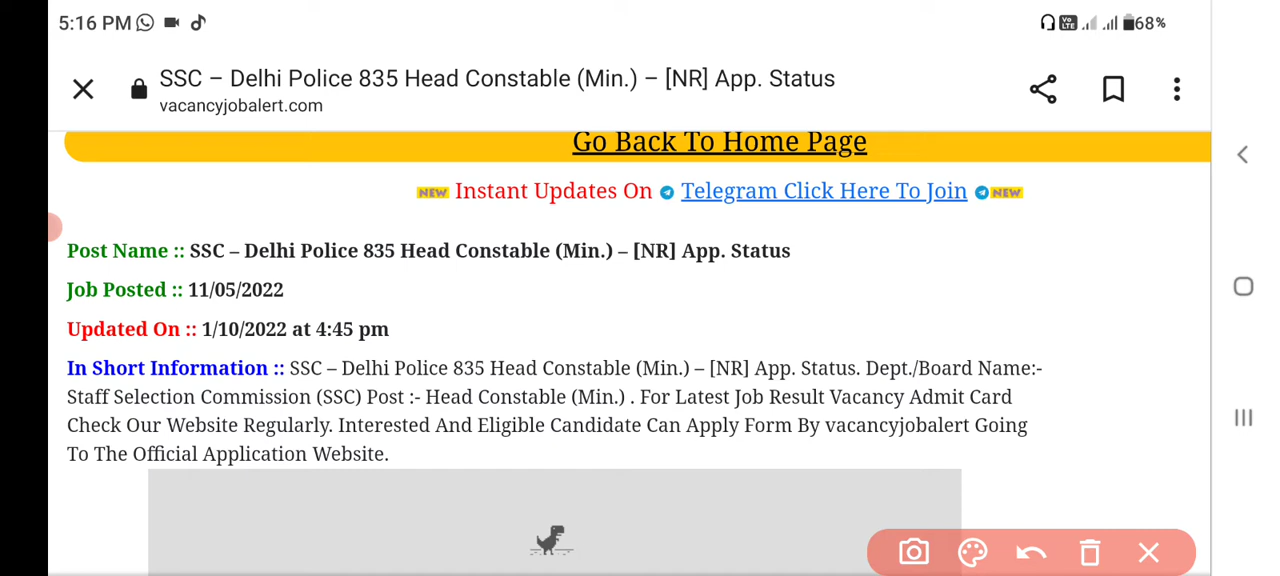 5:16 PM 68%
SSC – Delhi Police 835 Head Constable (Min.) – [NR] App. Status
vacancyjobalert.com
Go Back To Home Page
NEW Instant Updates On Telegram Click Here To Join NEW
Post Name :: SSC – Delhi Police 835 Head Constable (Min.) – [NR] App. Status
Job Posted :: 11/05/2022
Updated On :: 1/10/2022 at 4:45 pm
In Short Information :: SSC – Delhi Police 835 Head Constable (Min.) – [NR] App. Status. Dept./Board Name:-
Staff Selection Commission (SSC) Post :- Head Constable (Min.) . For Latest Job Result Vacancy Admit Card
Check Our Website Regularly. Interested And Eligible Candidate Can Apply Form By vacancyjobalert Going
To The Official Application Website.